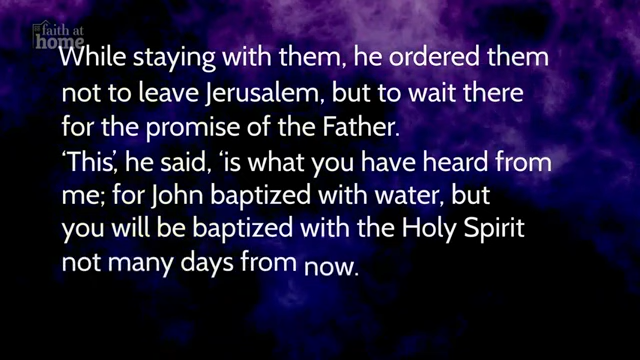 faith at
home
While staying with them, he ordered them
not to leave Jerusalem, but to wait there
for the promise of the Father.
‘This’, he said, ‘is what you have heard from
me; for John baptized with water, but
you will be baptized with the Holy Spirit
not many days from now.